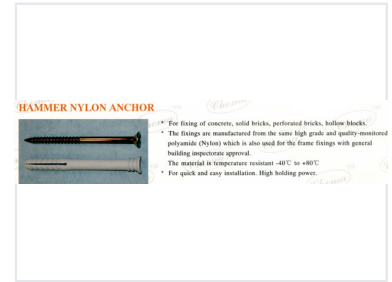 HAMMER NYLON ANCHOR
* For fixing of concrete, solid bricks, perforated bricks, hollow blocks.
* The fixings are manufactured from the same high grade and quality-monitored
polyamide (Nylon) which is also used for the frame fixings with general
building inspectorate approval.
The material is temperature resistant -40℃ to +80℃
* For quick and easy installation. High holding power.